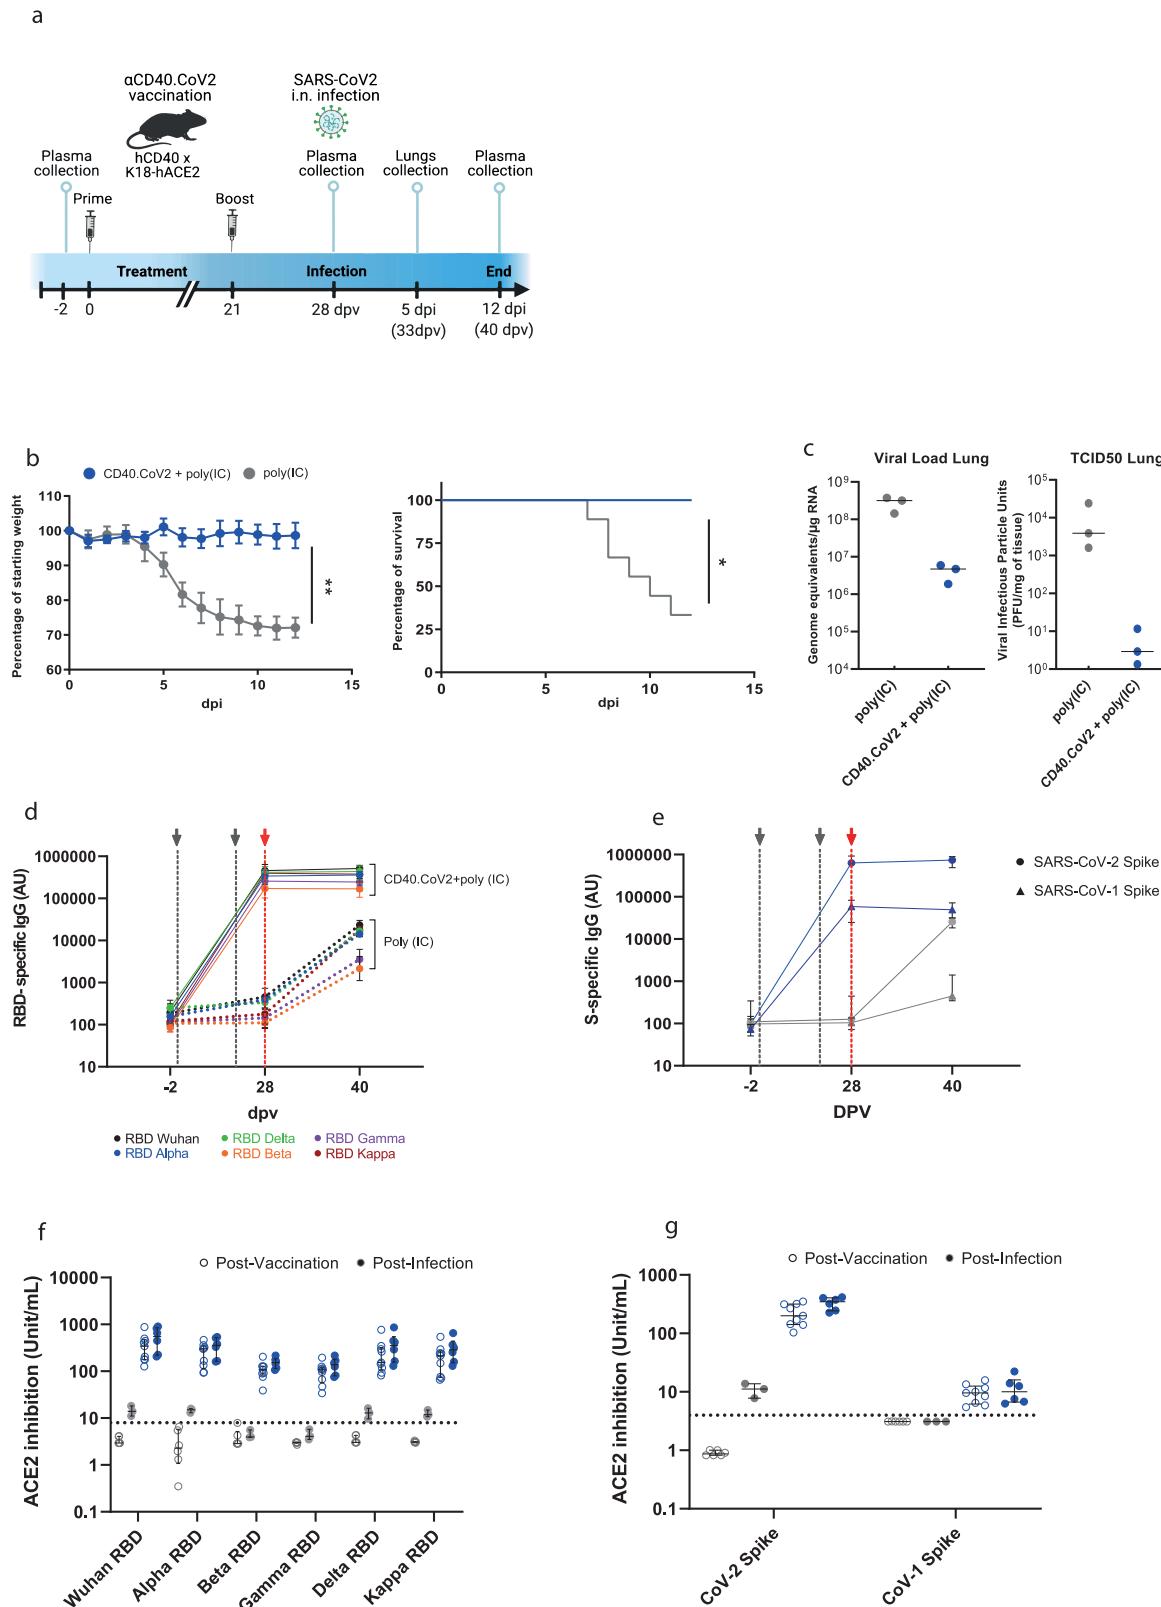 a
αCD40.CoV2
vaccination
SARS-CoV2
i.n. infection
Plasma
collection
hCD40 x
K18-hACE2
Plasma
collection
Lungs
collection
Plasma
collection
Prime
Boost
Treatment
Infection
End
-2
0
21
28 dpv
5 dpi
(33dpv)
12 dpi
(40 dpv)
b
CD40.CoV2 + poly(IC)
poly(IC)
Percentage of starting weight
110
100
90
80
70
60
0
5
10
15
dpi
**
Percentage of survival
100
75
50
25
0
0
5
10
15
dpi
*
c
Viral Load Lung
Genome equivalents/µg RNA
10⁹
10⁸
10⁷
10⁶
10⁵
10⁴
poly(IC)
CD40.CoV2 + poly(IC)
TCID50 Lung
Viral Infectious Particle Units
(PFU/mg of tissue)
10⁵
10⁴
10³
10²
10¹
10⁰
poly(IC)
CD40.CoV2 + poly(IC)
d
RBD- specific IgG (AU)
1000000
100000
10000
1000
100
10
-2
28
40
dpv
CD40.CoV2+poly (IC)
Poly (IC)
RBD Wuhan
RBD Delta
RBD Gamma
RBD Alpha
RBD Beta
RBD Kappa
e
S-specific IgG (AU)
1000000
100000
10000
1000
100
10
-2
28
40
DPV
SARS-CoV-2 Spike
SARS-CoV-1 Spike
f
Post-Vaccination
Post-Infection
ACE2 inhibition (Unit/mL)
10000
1000
100
10
1
0.1
Wuhan RBD
Alpha RBD
Beta RBD
Gamma RBD
Delta RBD
Kappa RBD
g
Post-Vaccination
Post-Infection
ACE2 inhibition (Unit/mL)
1000
100
10
1
0.1
CoV-2 Spike
CoV-1 Spike